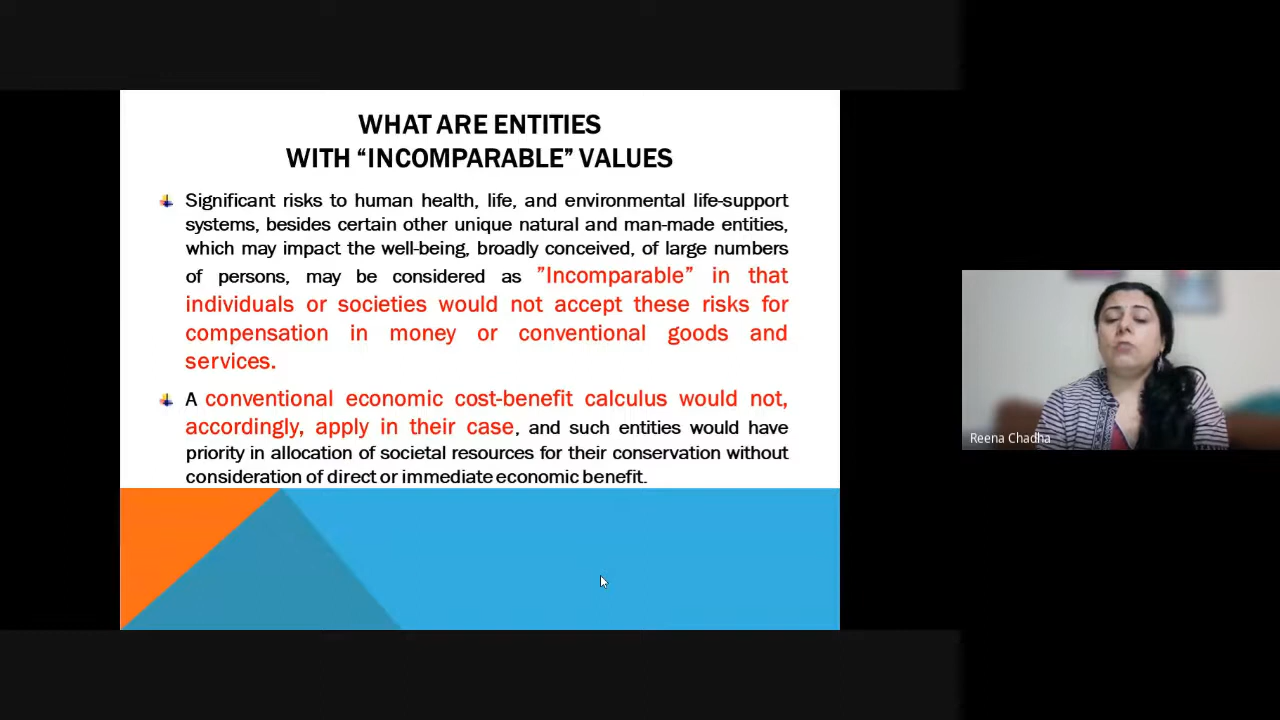 WHAT ARE ENTITIES
WITH “INCOMPARABLE” VALUES
Significant risks to human health, life, and environmental life-support
systems, besides certain other unique natural and man-made entities,
which may impact the well-being, broadly conceived, of large numbers
of persons, may be considered as ”Incomparable” in that
individuals or societies would not accept these risks for
compensation in money or conventional goods and
services.
A conventional economic cost-benefit calculus would not,
accordingly, apply in their case, and such entities would have
priority in allocation of societal resources for their conservation without
consideration of direct or immediate economic benefit.
Reena Chadha